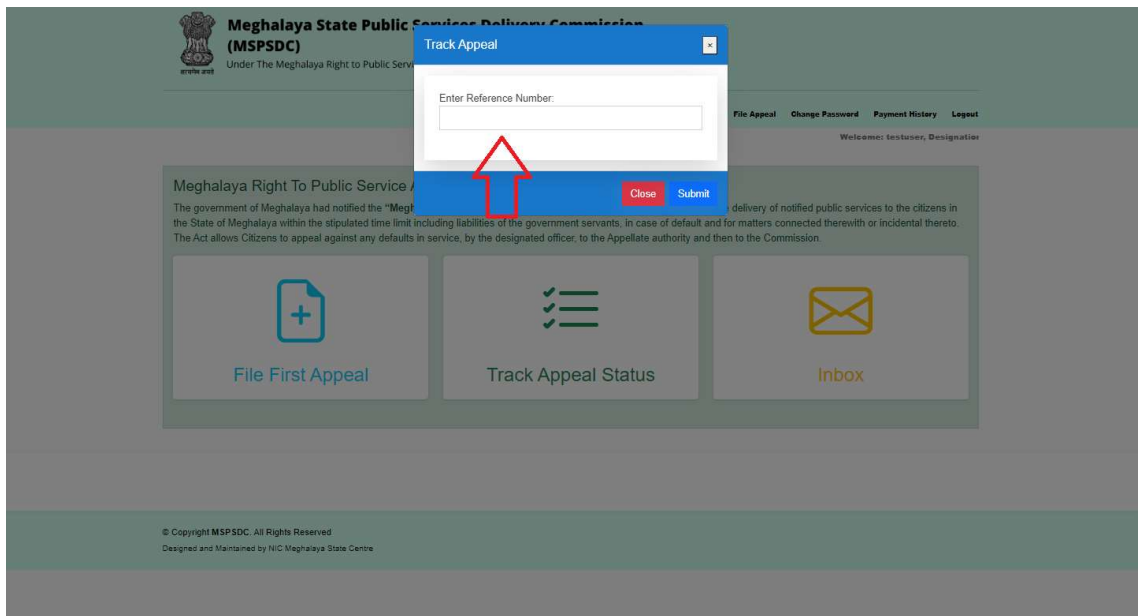 Meghalaya State Public Services Delivery Commission
(MSPSDC)
Under The Meghalaya Right to Public Servi
सत्यमेव जयते
Track Appeal
×
Enter Reference Number:
Close
Submit
File Appeal
Change Password
Payment History
Logout
Welcome: testuser, Designation
Meghalaya Right To Public Service
The government of Meghalaya had notified the "Megh
delivery of notified public services to the citizens in
the State of Meghalaya within the stipulated time limit including liabilities of the government servants, in case of default and for matters connected therewith or incidental thereto.
The Act allows Citizens to appeal against any defaults in service, by the designated officer, to the Appellate authority and then to the Commission.
File First Appeal
Track Appeal Status
Inbox
© Copyright MSPSDC. All Rights Reserved
Designed and Maintained by NIC Meghalaya State Centre